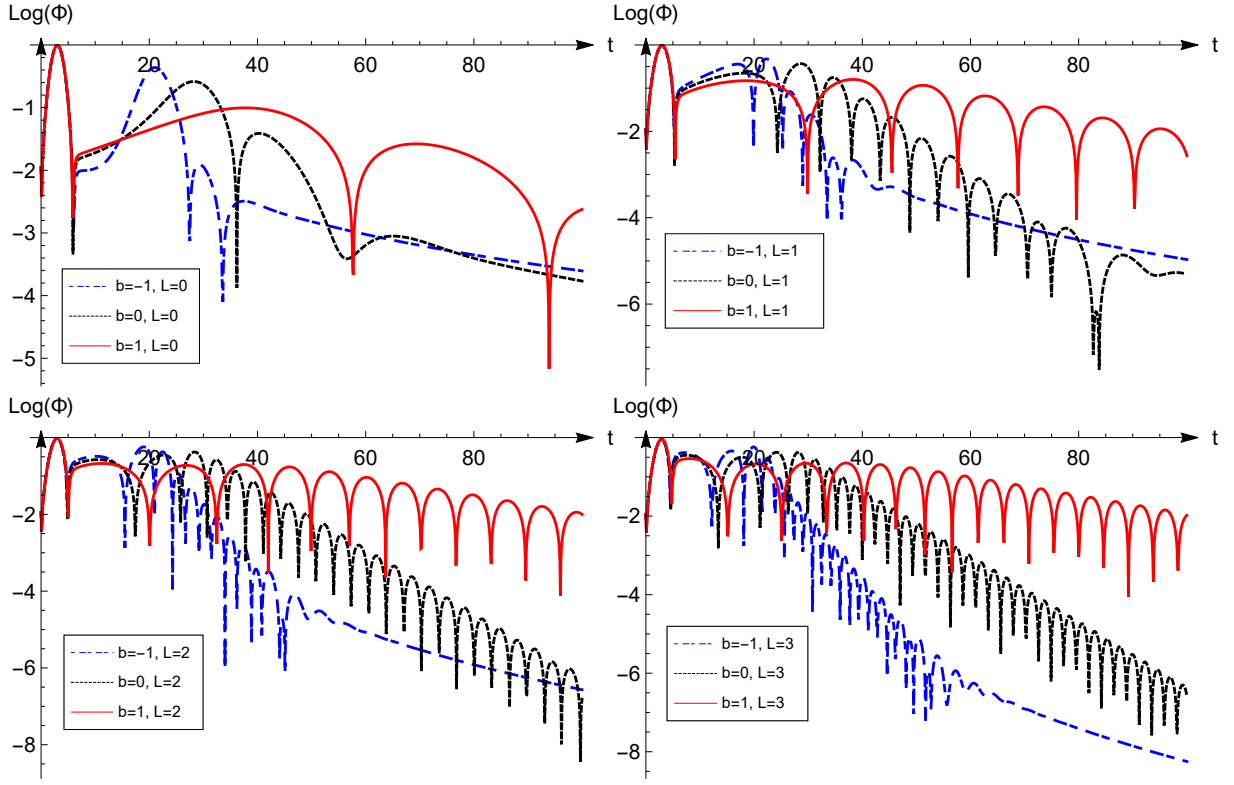 Log(Φ)
t
20 40 60 80
−1
−2
−3
−4
−5
b=−1, L=0
b=0, L=0
b=1, L=0
Log(Φ)
t
20 40 60 80
−2
−4
−6
b=−1, L=1
b=0, L=1
b=1, L=1
Log(Φ)
t
20 40 60 80
−2
−4
−6
−8
b=−1, L=2
b=0, L=2
b=1, L=2
Log(Φ)
t
20 40 60 80
−2
−4
−6
−8
b=−1, L=3
b=0, L=3
b=1, L=3